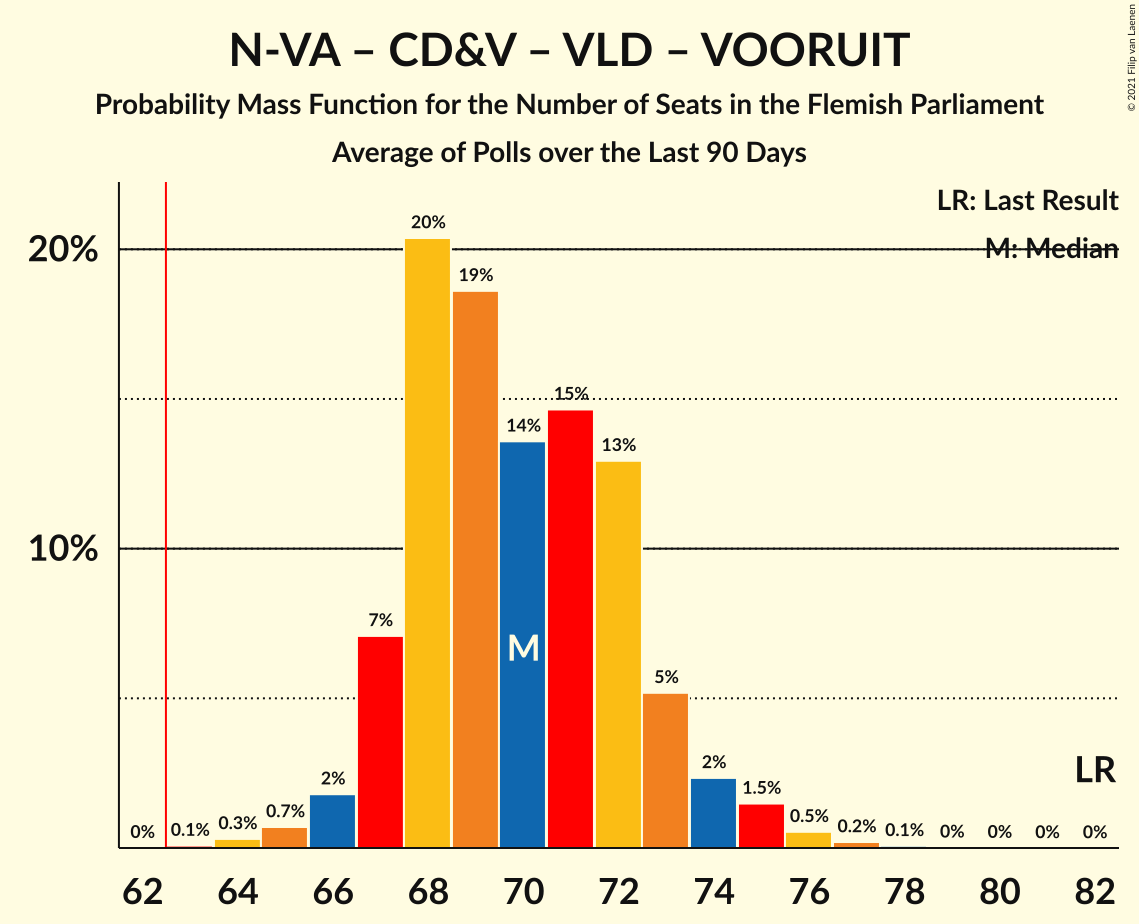 N-VA – CD&V – VLD – VOORUIT
Probability Mass Function for the Number of Seats in the Flemish Parliament
Average of Polls over the Last 90 Days
© 2021 Filip van Laenen
LR: Last Result
M: Median
20%
10%
0%
0.1%
0.3%
0.7%
2%
7%
20%
19%
14%
15%
13%
5%
2%
1.5%
0.5%
0.2%
0.1%
0%
0%
0%
0%
M
LR
62 64 66 68 70 72 74 76 78 80 82